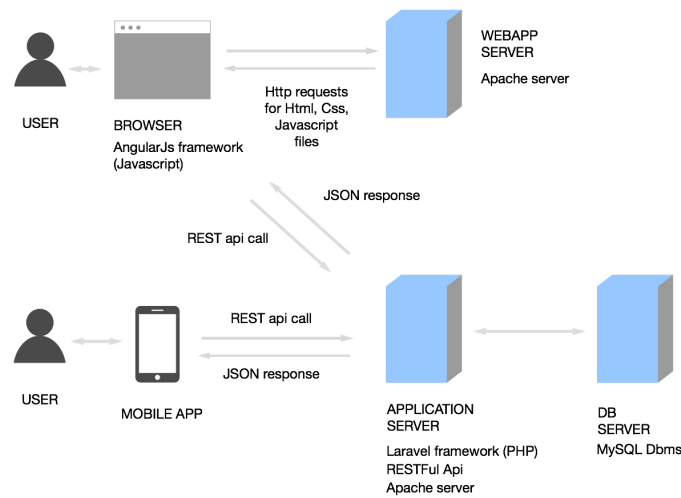 WEBAPP
SERVER
Apache server
USER
BROWSER
AngularJs framework
(Javascript)
Http requests
for Html, Css,
Javascript
files
JSON response
REST api call
USER
MOBILE APP
REST api call
JSON response
APPLICATION
SERVER
Laravel framework (PHP)
RESTFul Api
Apache server
DB
SERVER
MySQL Dbms